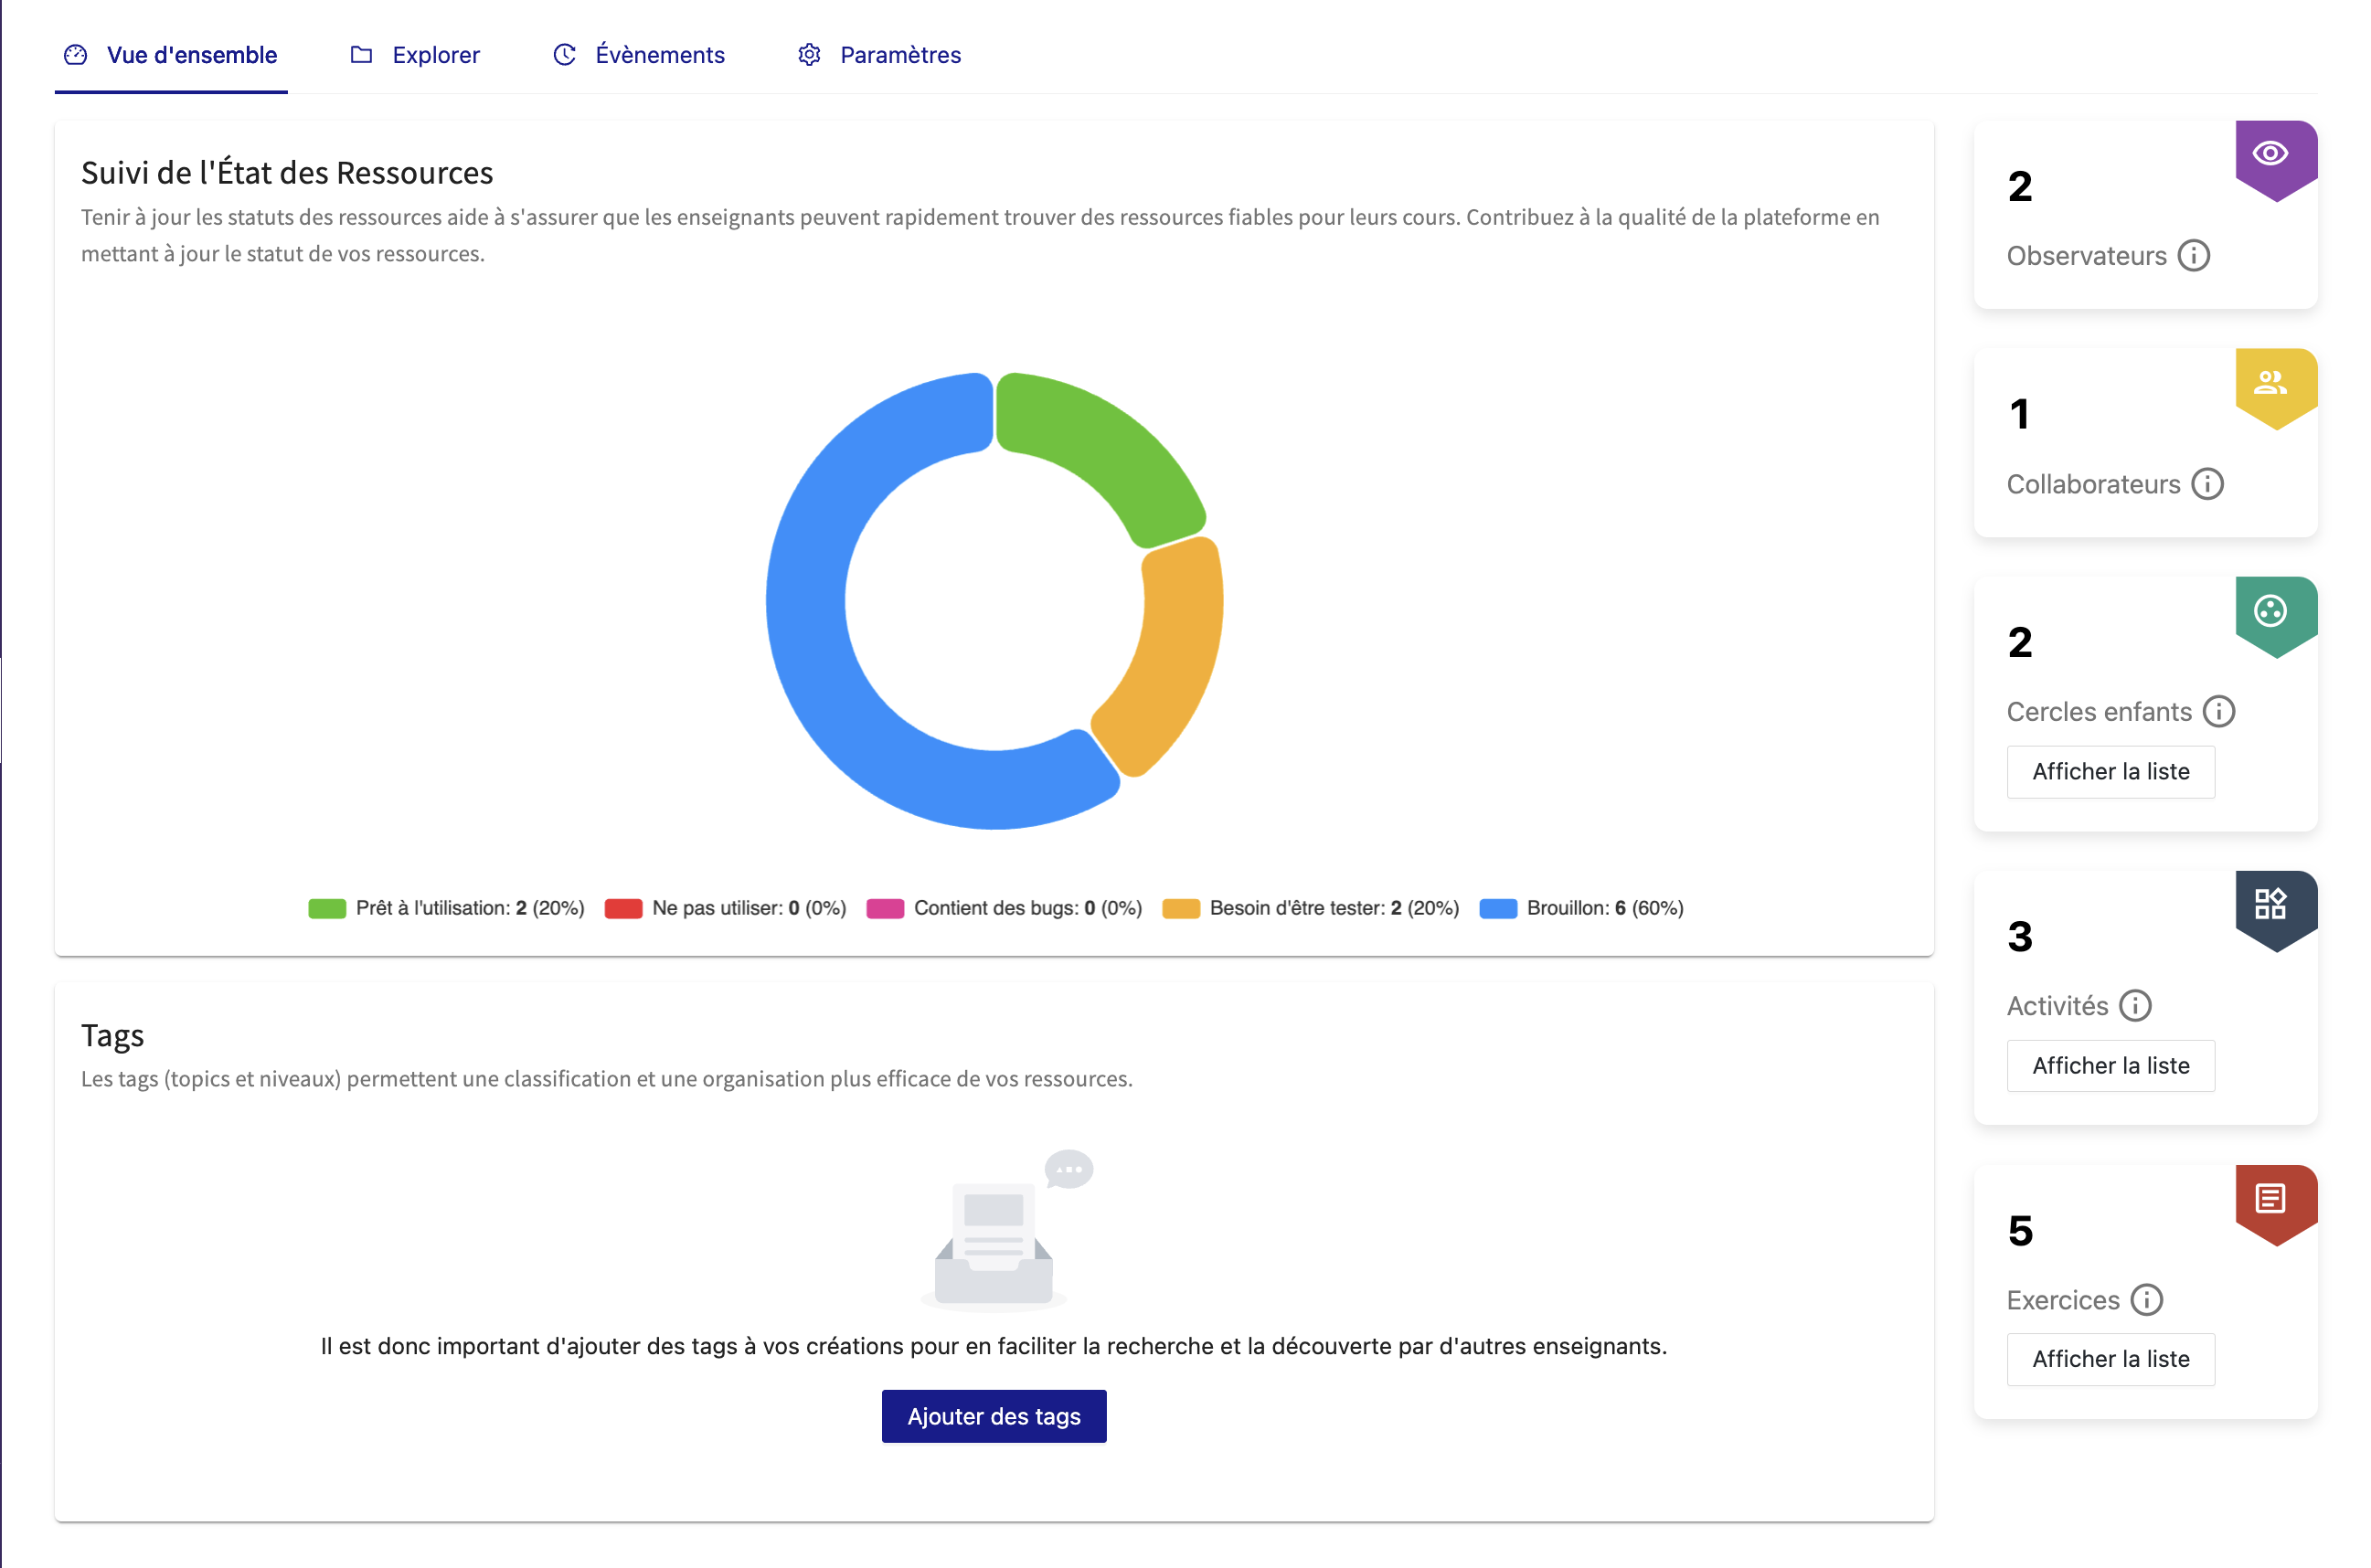 Vue d'ensemble
Explorer
Évènements
Paramètres
Suivi de l'État des Ressources
Tenir à jour les statuts des ressources aide à s'assurer que les enseignants peuvent rapidement trouver des ressources fiables pour leurs cours. Contribuez à la qualité de la plateforme en
mettant à jour le statut de vos ressources.
Prêt à l'utilisation: 2 (20%)
Ne pas utiliser: 0 (0%)
Contient des bugs: 0 (0%)
Besoin d'être tester: 2 (20%)
Brouillon: 6 (60%)
Tags
Les tags (topics et niveaux) permettent une classification et une organisation plus efficace de vos ressources.
Il est donc important d'ajouter des tags à vos créations pour en faciliter la recherche et la découverte par d'autres enseignants.
Ajouter des tags
2
Observateurs
1
Collaborateurs
2
Cercles enfants
Afficher la liste
3
Activités
Afficher la liste
5
Exercices
Afficher la liste